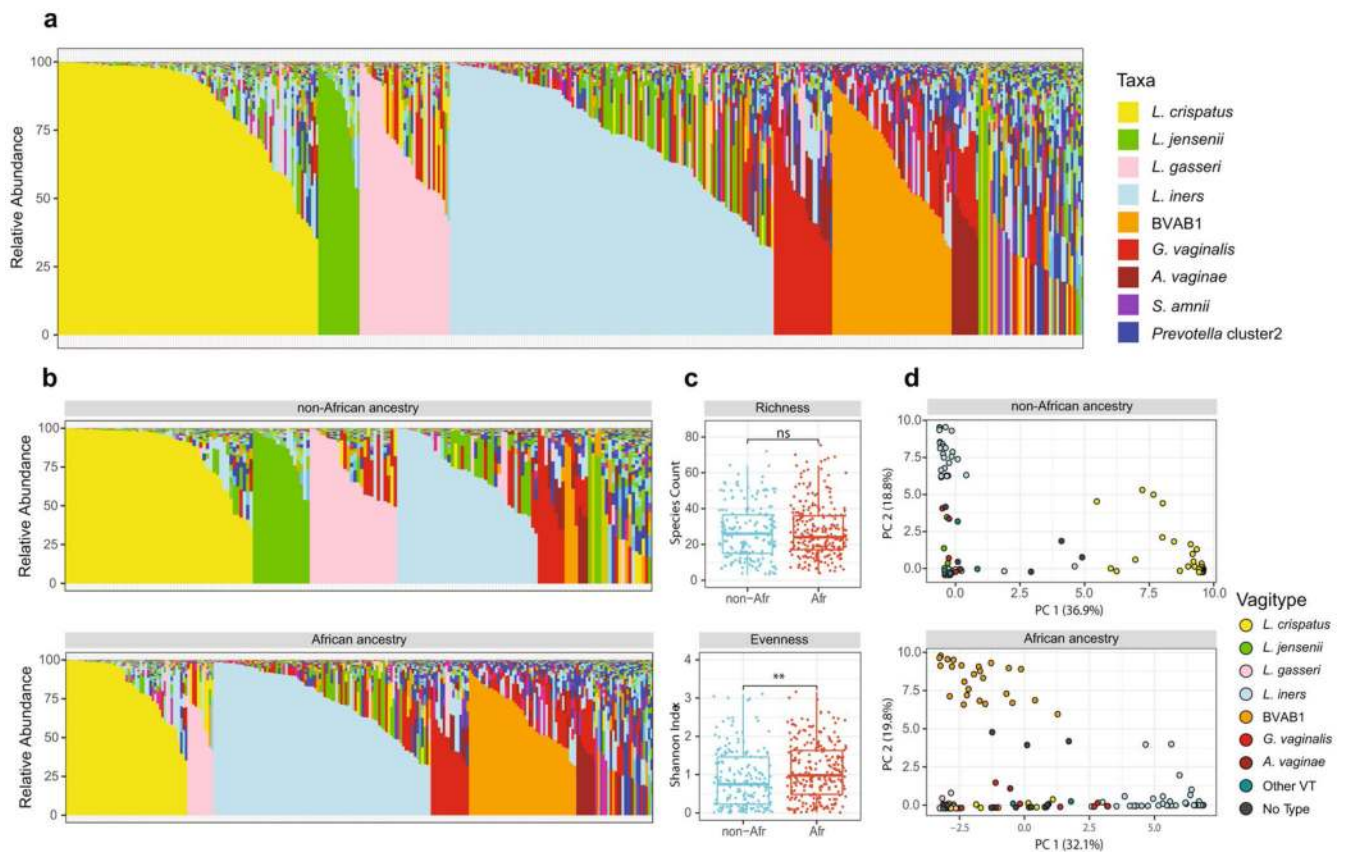 a
Relative Abundance
100
75
50
25
0
Taxa
L. crispatus
L. jensenii
L. gasseri
L. iners
BVAB1
G. vaginalis
A. vaginae
S. amnii
Prevotella cluster2
b
non-African ancestry
Relative Abundance
100
75
50
25
0
African ancestry
Relative Abundance
100
75
50
25
0
c
Richness
Species Count
80
60
40
20
0
ns
non-Afr
Afr
Evenness
Shannon Index
4
3
2
1
0
**
non-Afr
Afr
d
non-African ancestry
PC 2 (18.8%)
10.0
7.5
5.0
2.5
0.0
0.0
2.5
5.0
7.5
10.0
PC 1 (36.9%)
African ancestry
PC 2 (19.8%)
10.0
7.5
5.0
2.5
0.0
-2.5
0.0
2.5
5.0
PC 1 (32.1%)
Vagitype
L. crispatus
L. jensenii
L. gasseri
L. iners
BVAB1
G. vaginalis
A. vaginae
Other VT
No Type